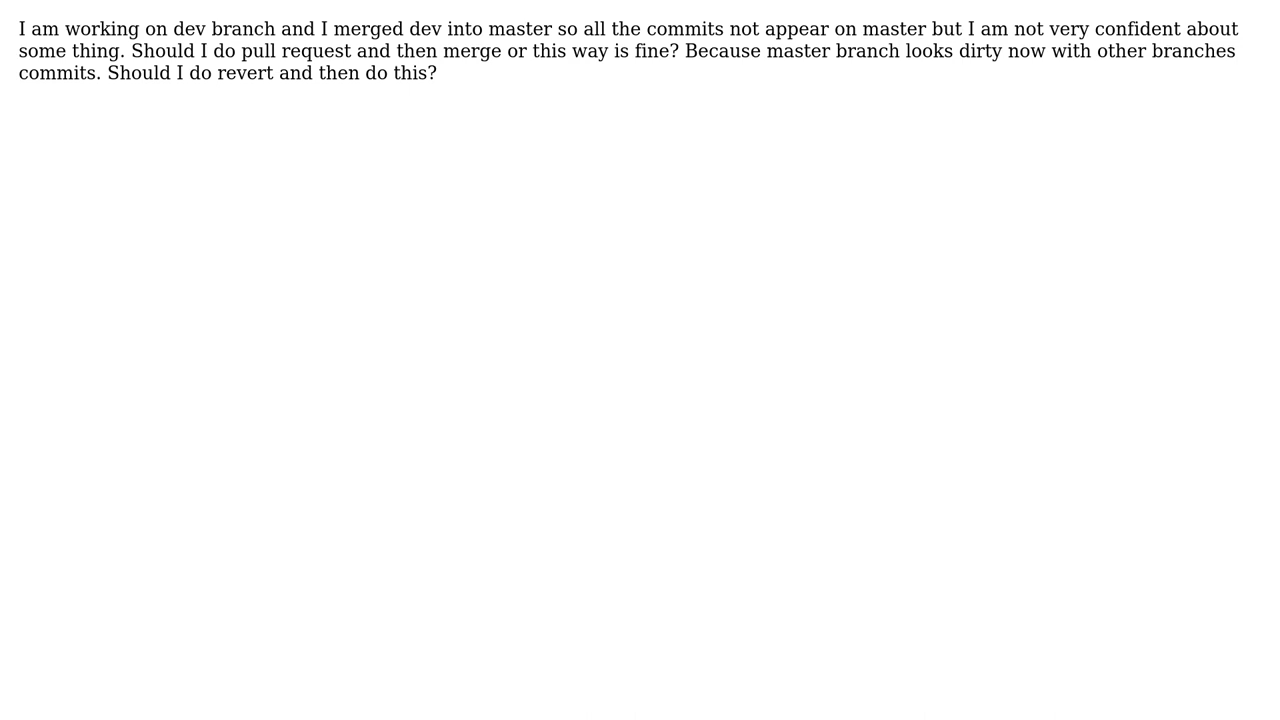 I am working on dev branch and I merged dev into master so all the commits not appear on master but I am not very confident about
some thing. Should I do pull request and then merge or this way is fine? Because master branch looks dirty now with other branches
commits. Should I do revert and then do this?